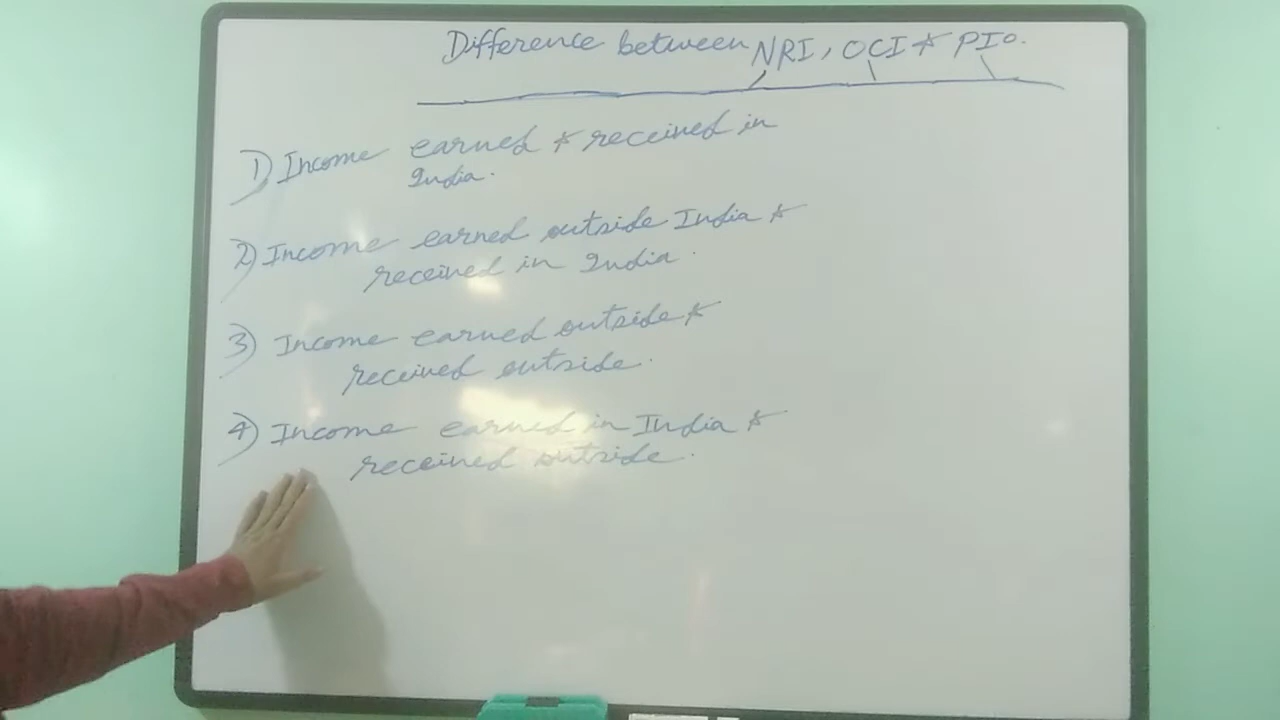 Difference between NRI, OCI & PIO.
1) Income earned & received in
India.
2) Income earned outside India &
received in India.
3) Income earned outside &
received outside.
4) Income earned in India &
received outside.